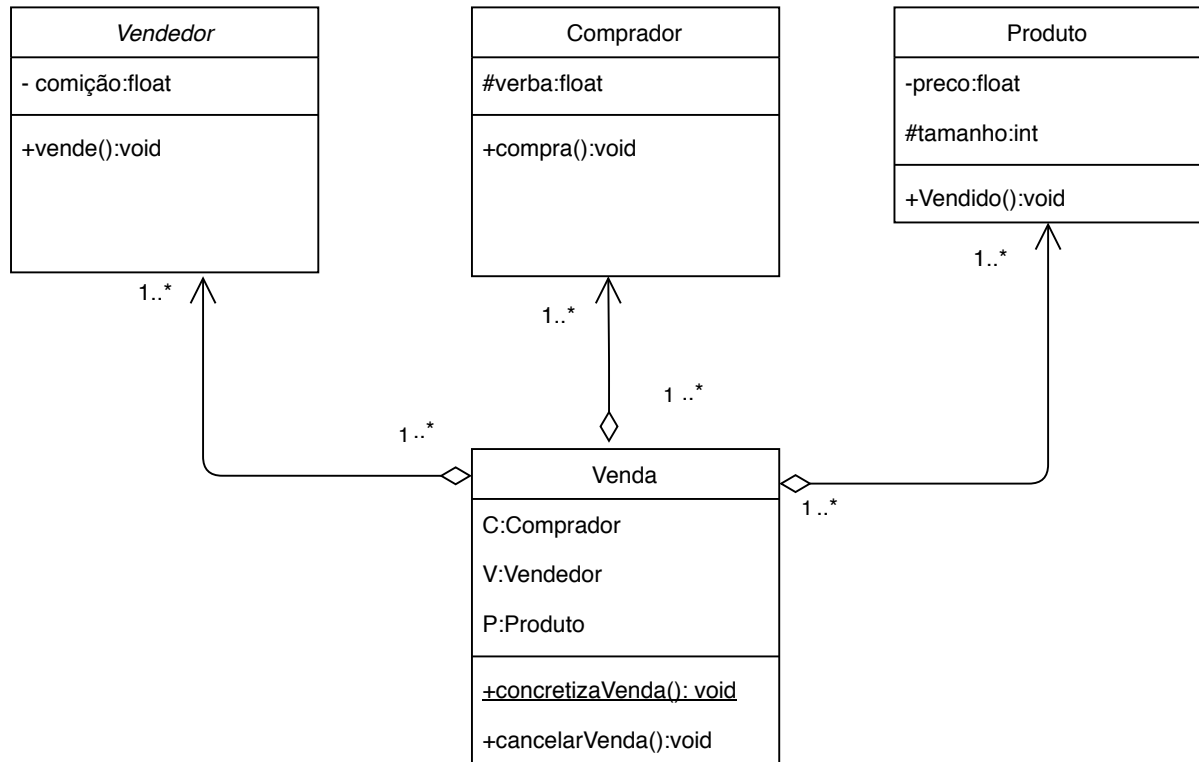 Vendedor
- comição:float
+vende():void
Comprador
#verba:float
+compra():void
Produto
-preco:float
#tamanho:int
+Vendido():void
1..*
1..*
1..*
1 ..*
1 ..*
1 ..*
Venda
C:Comprador
V:Vendedor
P:Produto
+concretizaVenda(): void
+cancelarVenda():void